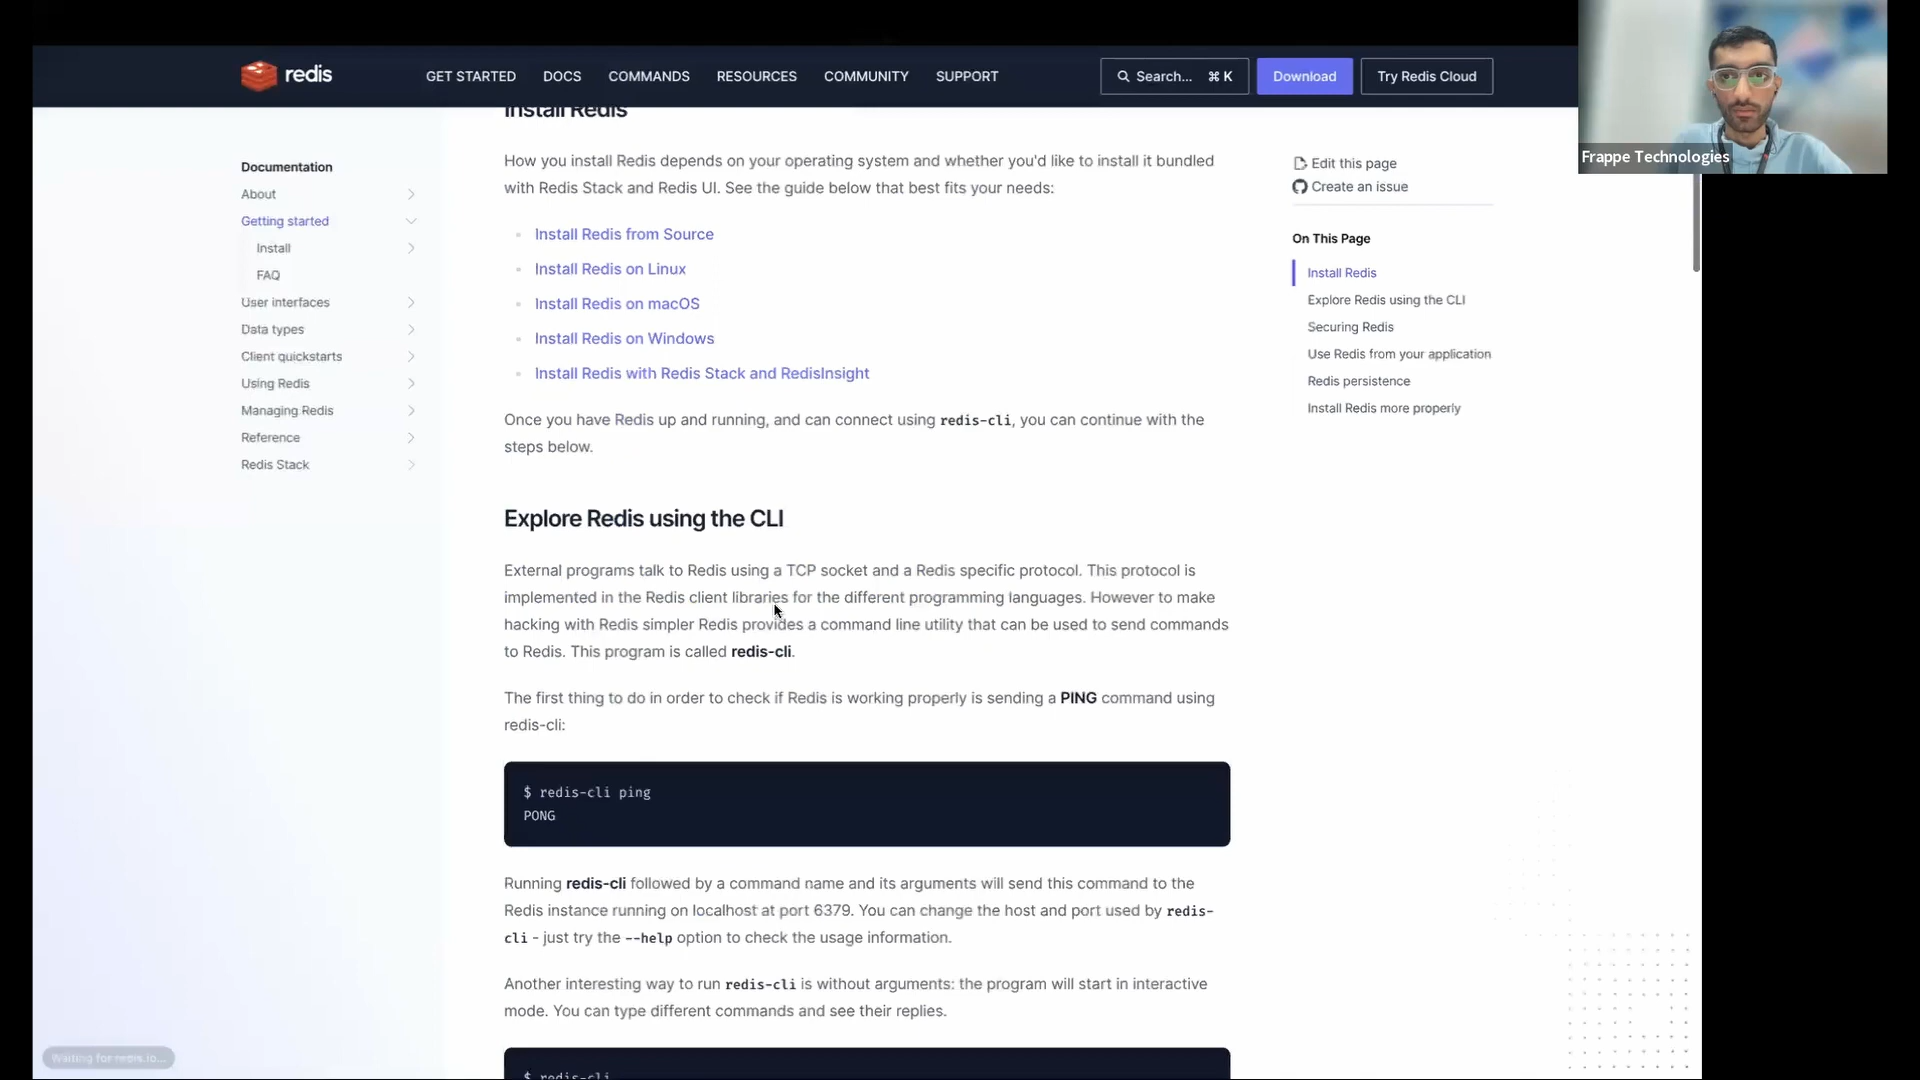 redis
GET STARTED
DOCS
COMMANDS
RESOURCES
COMMUNITY
SUPPORT
Search... ⌘ K
Download
Try Redis Cloud
Frappe Technologies
Documentation
About
Getting started
Install
FAQ
User interfaces
Data types
Client quickstarts
Using Redis
Managing Redis
Reference
Redis Stack
Install Redis
How you install Redis depends on your operating system and whether you'd like to install it bundled
with Redis Stack and Redis UI. See the guide below that best fits your needs:
Install Redis from Source
Install Redis on Linux
Install Redis on macOS
Install Redis on Windows
Install Redis with Redis Stack and RedisInsight
Once you have Redis up and running, and can connect using redis-cli, you can continue with the
steps below.
Explore Redis using the CLI
External programs talk to Redis using a TCP socket and a Redis specific protocol. This protocol is
implemented in the Redis client libraries for the different programming languages. However to make
hacking with Redis simpler Redis provides a command line utility that can be used to send commands
to Redis. This program is called redis-cli.
The first thing to do in order to check if Redis is working properly is sending a PING command using
redis-cli:
$ redis-cli ping
PONG
Running redis-cli followed by a command name and its arguments will send this command to the
Redis instance running on localhost at port 6379. You can change the host and port used by redis-
cli - just try the --help option to check the usage information.
Another interesting way to run redis-cli is without arguments: the program will start in interactive
mode. You can type different commands and see their replies.
$ redis-cli
Edit this page
Create an issue
On This Page
Install Redis
Explore Redis using the CLI
Securing Redis
Use Redis from your application
Redis persistence
Install Redis more properly
Waiting for redis.io...